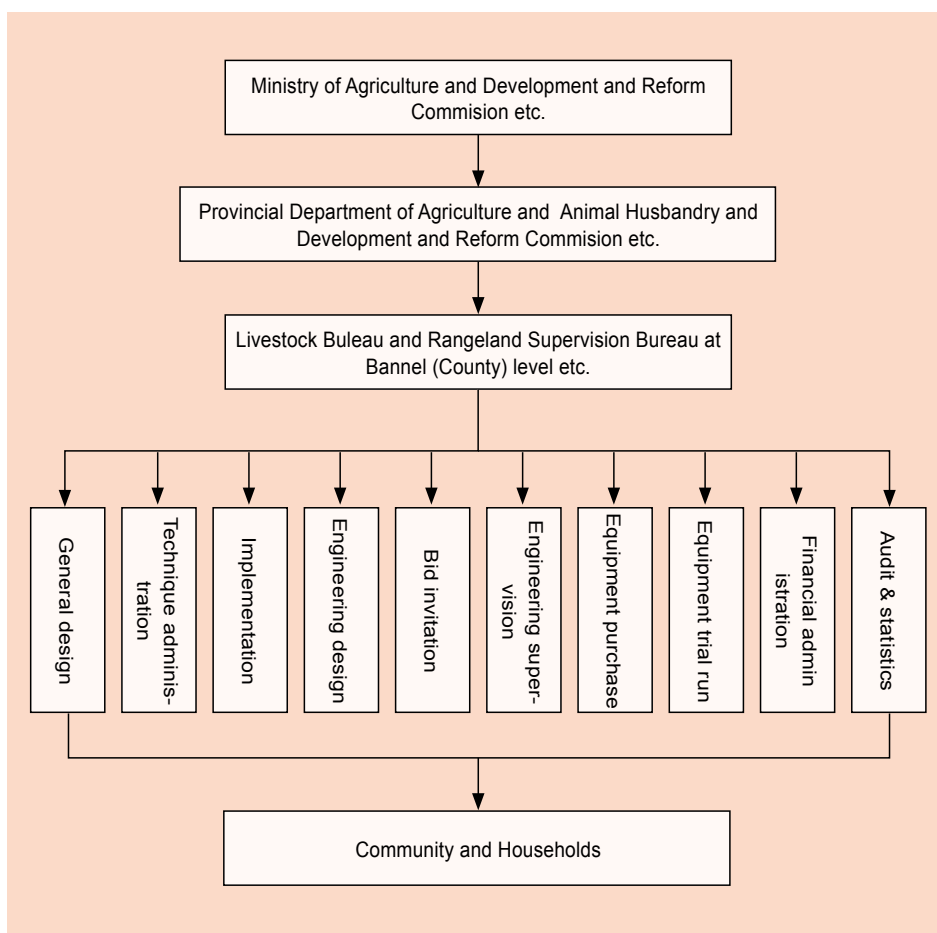 Ministry of Agriculture and Development and Reform
Commision etc.
Provincial Department of Agriculture and Animal Husbandry and
Development and Reform Commision etc.
Livestock Buleau and Rangeland Supervision Bureau at
Bannel (County) level etc.
General design
Technique adminis-
tration
Implementation
Engineering design
Bid invitation
Engineering super-
vision
Equipment purchase
Equipment trial run
Financial admin
istration
Audit & statistics
Community and Households